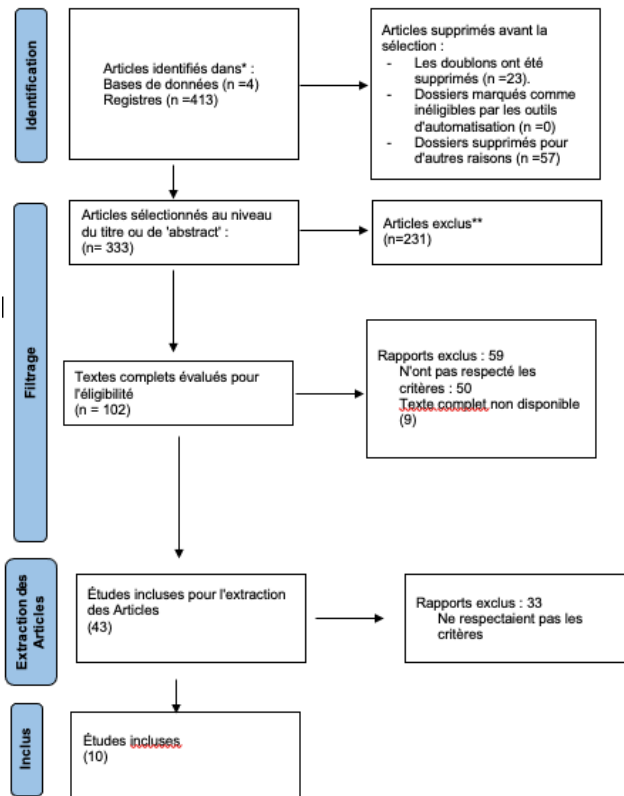 Identification
Articles identifiés dans* :
Bases de données (n =4)
Registres (n =413)
Articles supprimés avant la
sélection :
- Les doublons ont été
supprimés (n =23).
- Dossiers marqués comme
inéligibles par les outils
d'automatisation (n =0)
- Dossiers supprimés pour
d'autres raisons (n =57)
Filtrage
Articles sélectionnés au niveau
du titre ou de 'abstract' :
(n= 333)
Articles exclus**
(n=231)
Textes complets évalués pour
l'éligibilité
(n = 102)
Rapports exclus : 59
N'ont pas respecté les
critères : 50
Texte complet non disponible
(9)
Extraction des
Articles
Études incluses pour l'extraction
des Articles
(43)
Rapports exclus : 33
Ne respectaient pas les
critères
Inclus
Études incluses
(10)